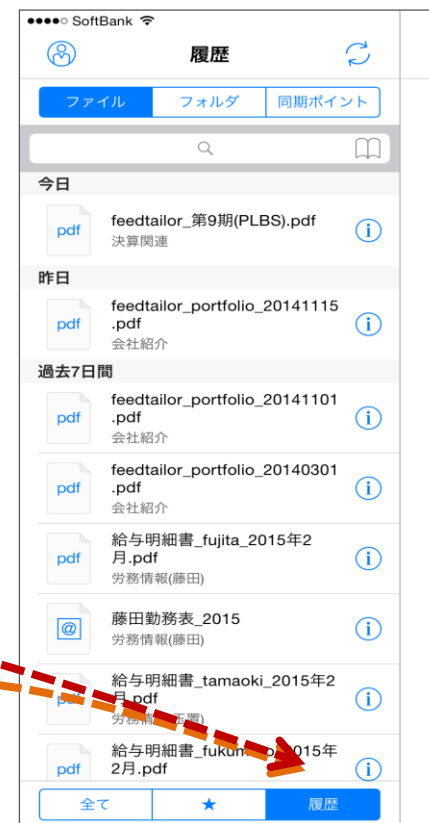 SoftBank
履歴
ファイル
フォルダ
同期ポイント
今日
pdf
feedtailor_第9期(PLBS).pdf
決算関連
昨日
pdf
feedtailor_portfolio_20141115
.pdf
会社紹介
過去7日間
pdf
feedtailor_portfolio_20141101
.pdf
会社紹介
pdf
feedtailor_portfolio_20140301
.pdf
会社紹介
pdf
給与明細書_fujita_2015年2
月.pdf
労務情報(藤田)
@
藤田勤務表_2015
労務情報(藤田)
pdf
給与明細書_tamaoki_2015年2
月.pdf
労務情報(玉置)
pdf
給与明細書
2015年
2月.pdf
全て
★
履歴